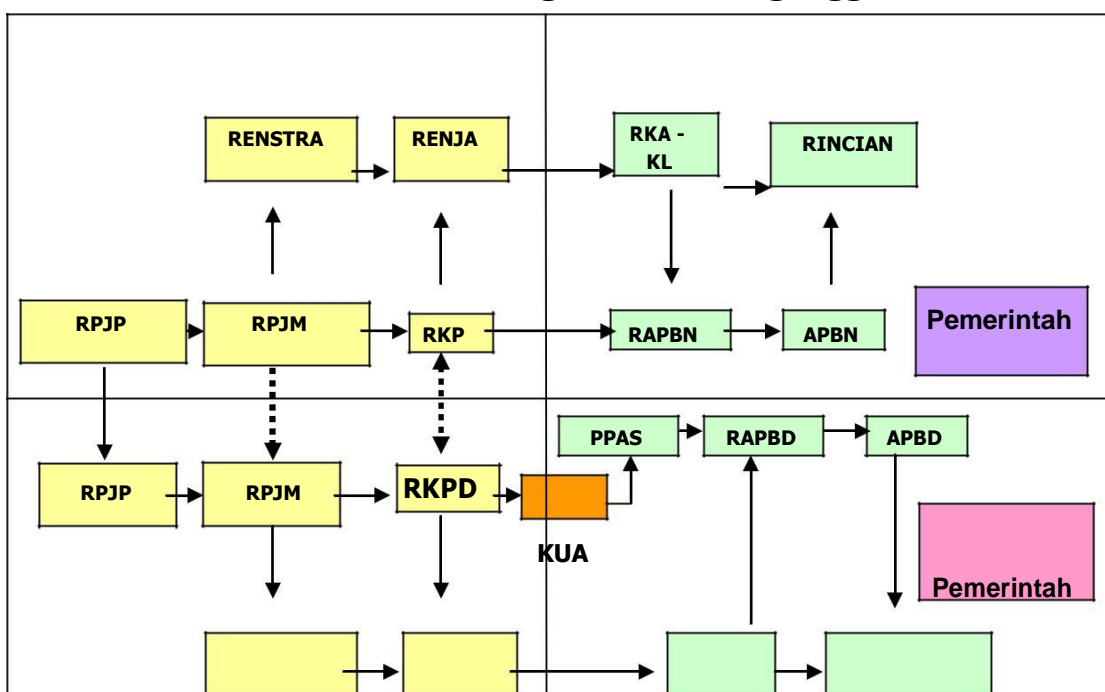 RENSTRA
RENJA
RKA -
KL
RINCIAN
RPJP
RPJM
RKP
RAPBN
APBN
Pemerintah
PPAS
RAPBD
APBD
RPJP
RPJM
RKPD
KUA
Pemerintah